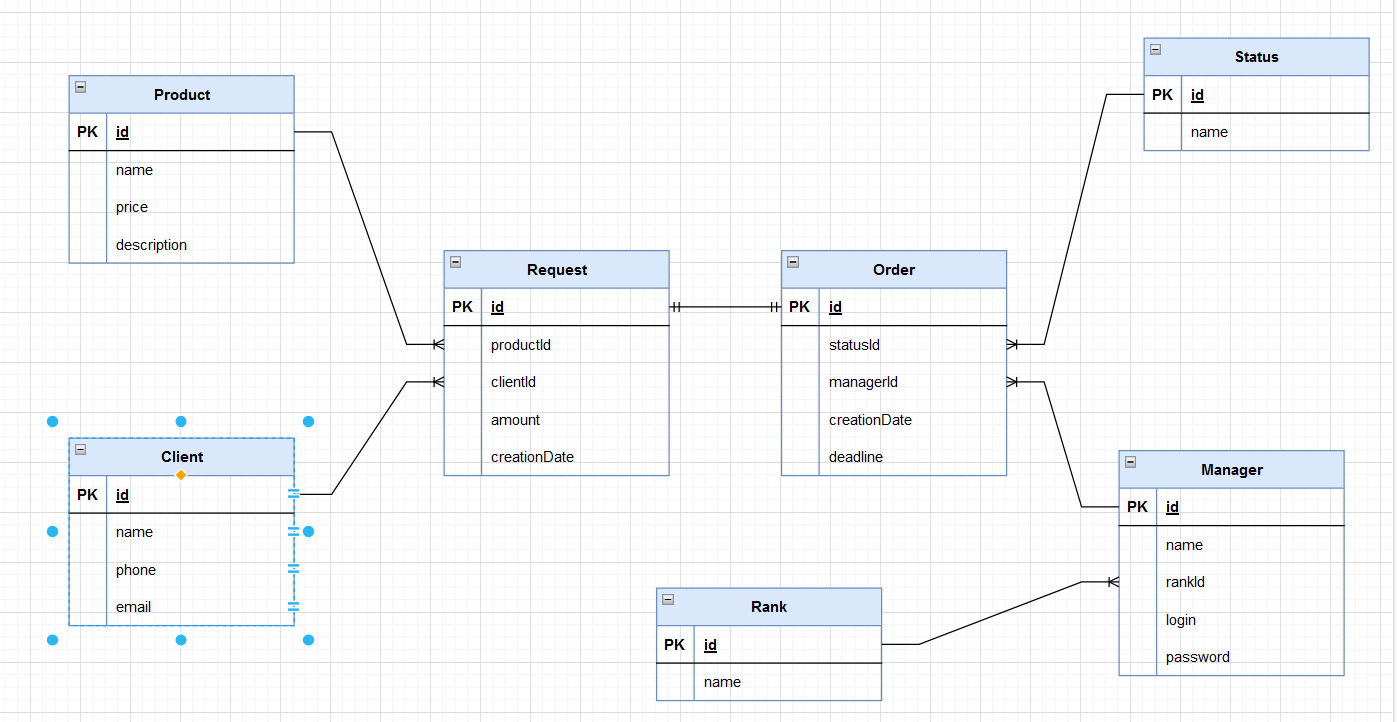 Product
PK id
name
price
description
Client
PK id
name
phone
email
Request
PK id
productId
clientId
amount
creationDate
Order
PK id
statusId
managerId
creationDate
deadline
Status
PK id
name
Manager
PK id
name
rankId
login
password
Rank
PK id
name